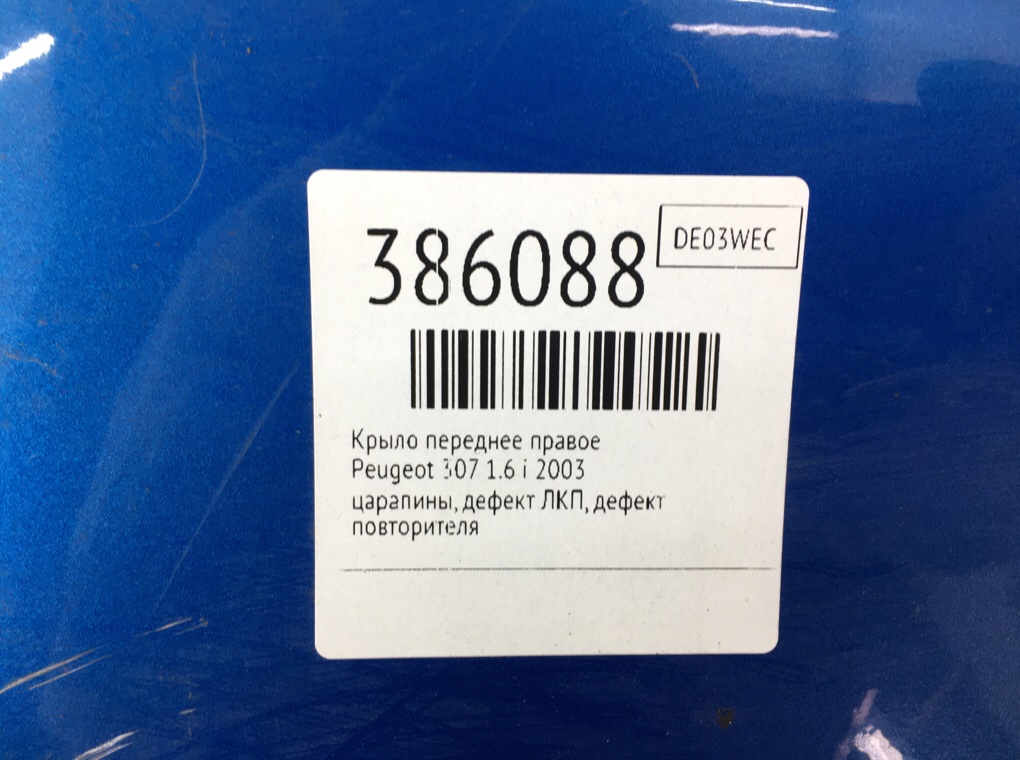 386088
DE03WEC
Крыло переднее правое
Peugeot 307 1.6 i 2003
царапины, дефект ЛКП, дефект
повторителя